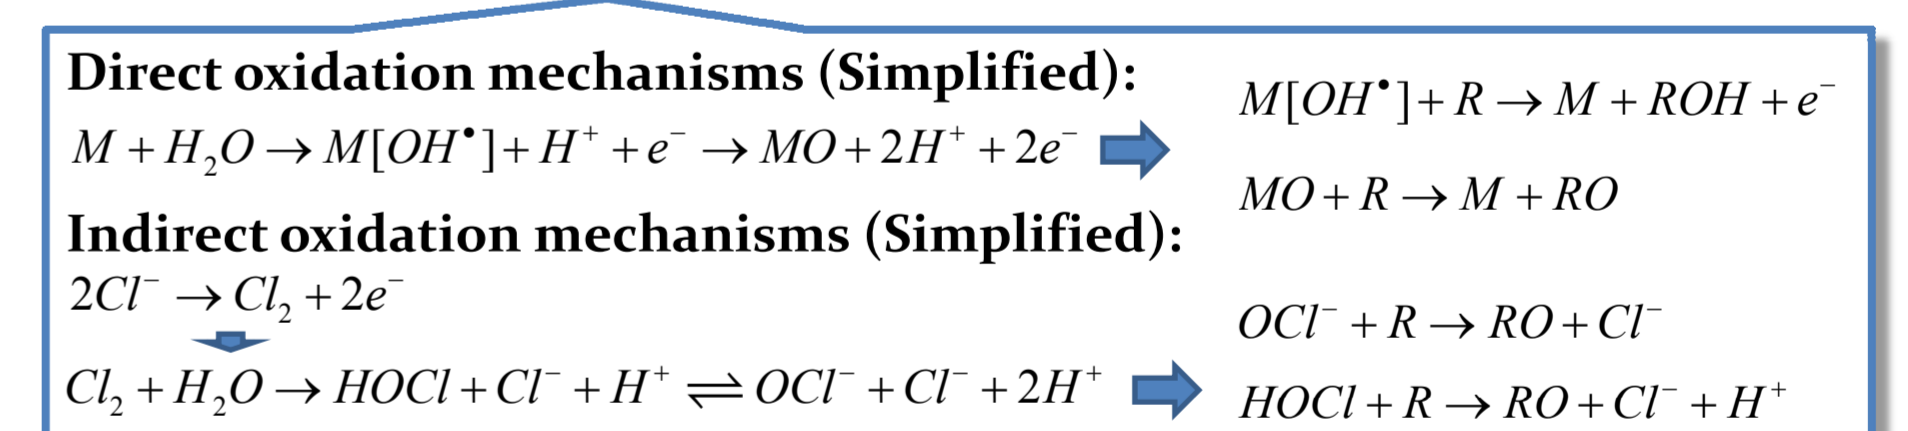 Direct oxidation mechanisms (Simplified):
M + H₂O → M[OH•] + H⁺ + e⁻ → MO + 2H⁺ + 2e⁻
M[OH•] + R → M + ROH + e⁻
MO + R → M + RO
Indirect oxidation mechanisms (Simplified):
2Cl⁻ → Cl₂ + 2e⁻
Cl₂ + H₂O → HOCl + Cl⁻ + H⁺ ⇌ OCl⁻ + Cl⁻ + 2H⁺
OCl⁻ + R → RO + Cl⁻
HOCl + R → RO + Cl⁻ + H⁺